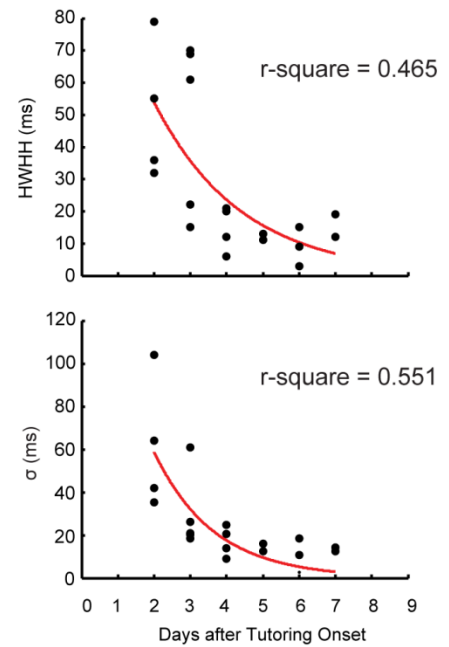 80
70
60
50
40
30
20
10
0
HWHH (ms)
r-square = 0.465
120
100
80
60
40
20
0
σ (ms)
r-square = 0.551
0 1 2 3 4 5 6 7 8 9
Days after Tutoring Onset